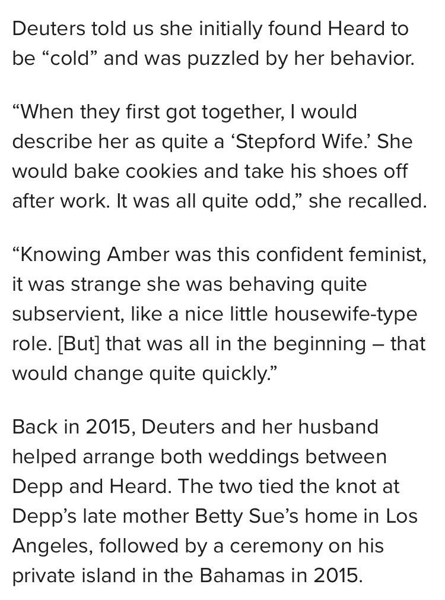 Deuters told us she initially found Heard to
be “cold” and was puzzled by her behavior.
“When they first got together, I would
describe her as quite a ‘Stepford Wife.’ She
would bake cookies and take his shoes off
after work. It was all quite odd,” she recalled.
“Knowing Amber was this confident feminist,
it was strange she was behaving quite
subservient, like a nice little housewife-type
role. [But] that was all in the beginning – that
would change quite quickly.”
Back in 2015, Deuters and her husband
helped arrange both weddings between
Depp and Heard. The two tied the knot at
Depp’s late mother Betty Sue’s home in Los
Angeles, followed by a ceremony on his
private island in the Bahamas in 2015.